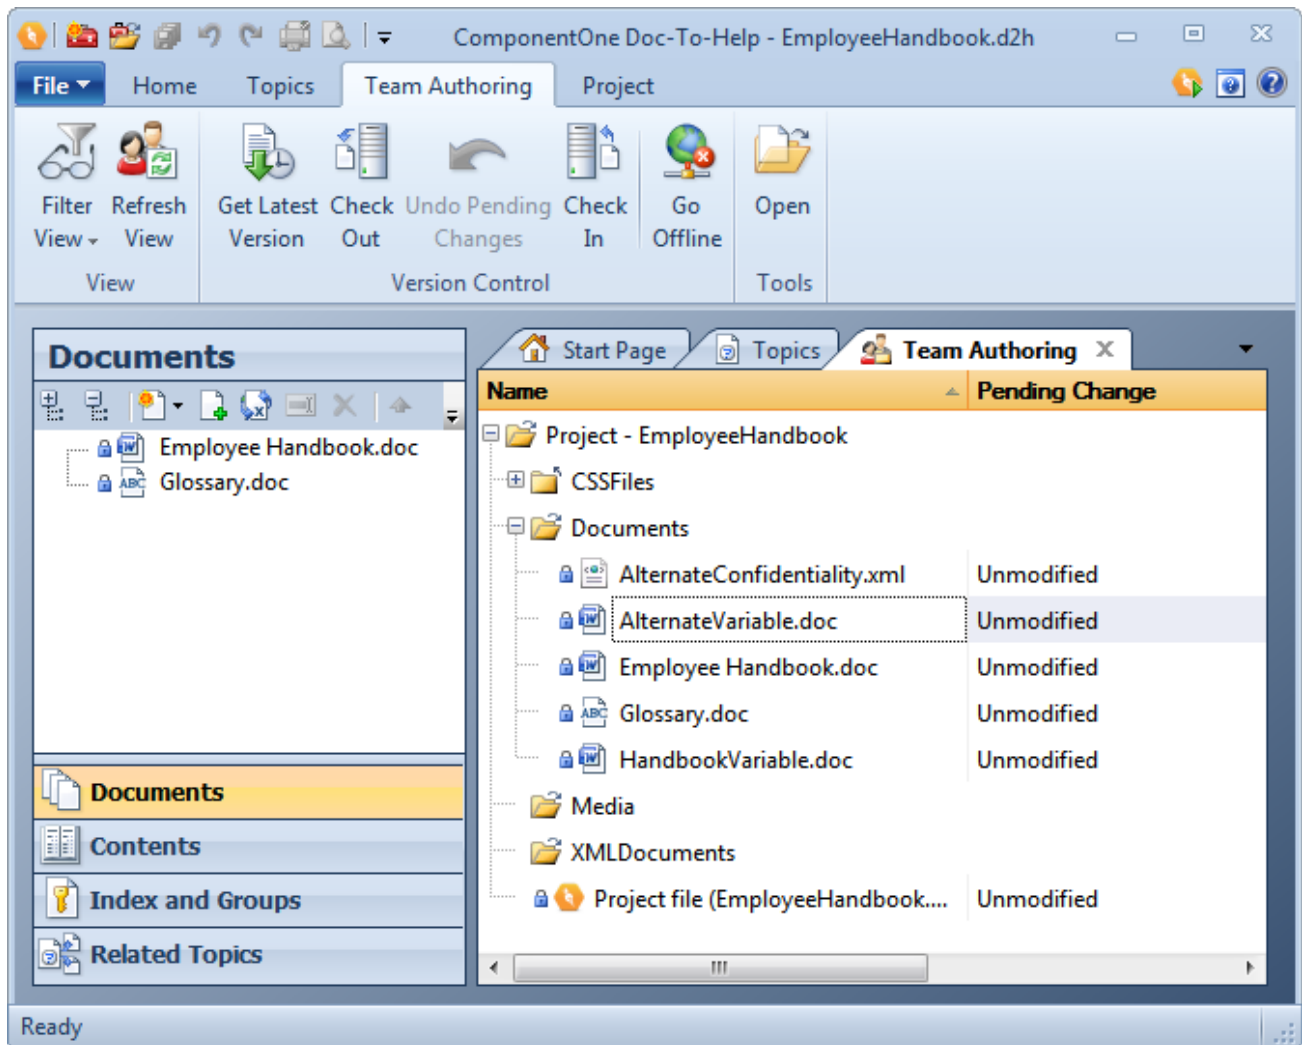 ComponentOne Doc-To-Help - EmployeeHandbook.d2h
File Home Topics Team Authoring Project
Filter View
Refresh View
Get Latest Version
Check Out
Undo Pending Changes
Check In
Go Offline
Open
View Version Control Tools
Documents
Employee Handbook.doc
Glossary.doc
Documents
Contents
Index and Groups
Related Topics
Start Page Topics Team Authoring
Name Pending Change
Project - EmployeeHandbook
CSSFiles
Documents
AlternateConfidentiality.xml Unmodified
AlternateVariable.doc Unmodified
Employee Handbook.doc Unmodified
ABC Glossary.doc Unmodified
HandbookVariable.doc Unmodified
Media
XMLDocuments
Project file (EmployeeHandbook.... Unmodified
Ready